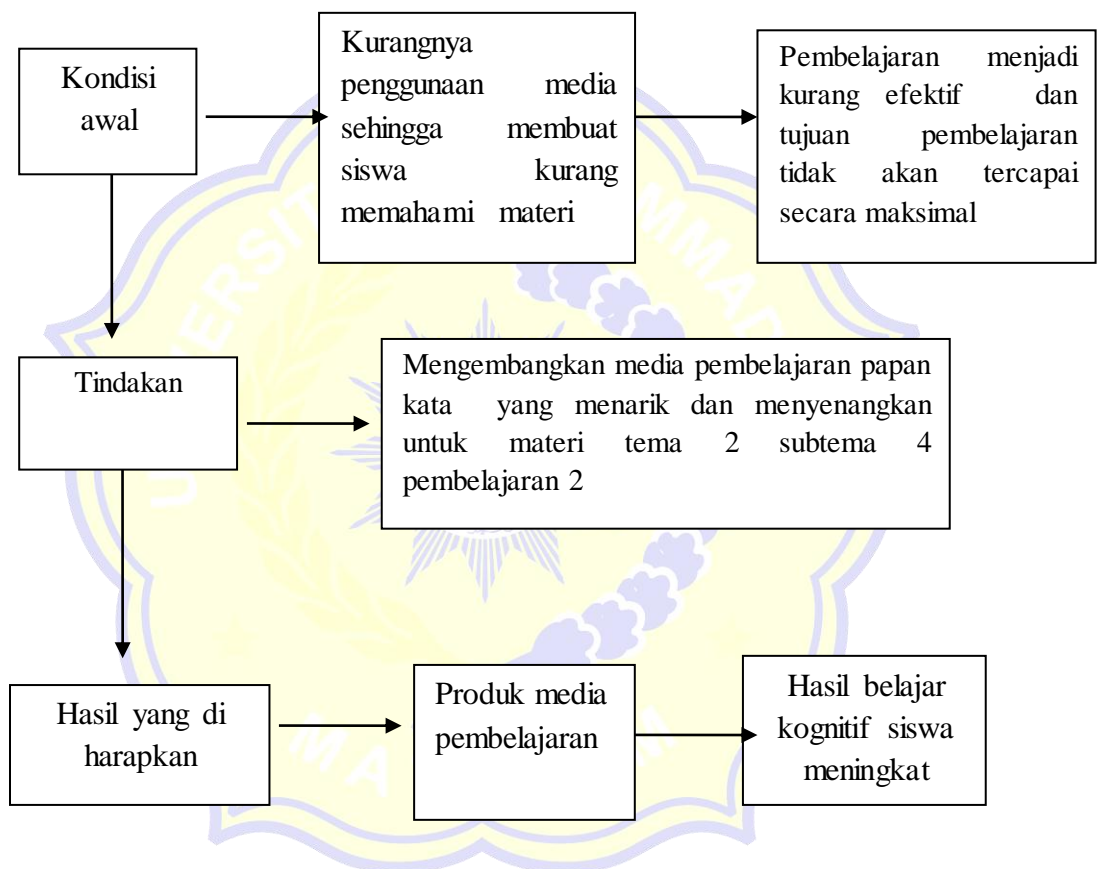 Kondisi
awal
Kurangnya
penggunaan media
sehingga membuat
siswa kurang
memahami materi
Pembelajaran menjadi
kurang efektif dan
tujuan pembelajaran
tidak akan tercapai
secara maksimal
Tindakan
Mengembangkan media pembelajaran papan
kata yang menarik dan menyenangkan
untuk materi tema 2 subtema 4
pembelajaran 2
Hasil yang di
harapkan
Produk media
pembelajaran
Hasil belajar
kognitif siswa
meningkat